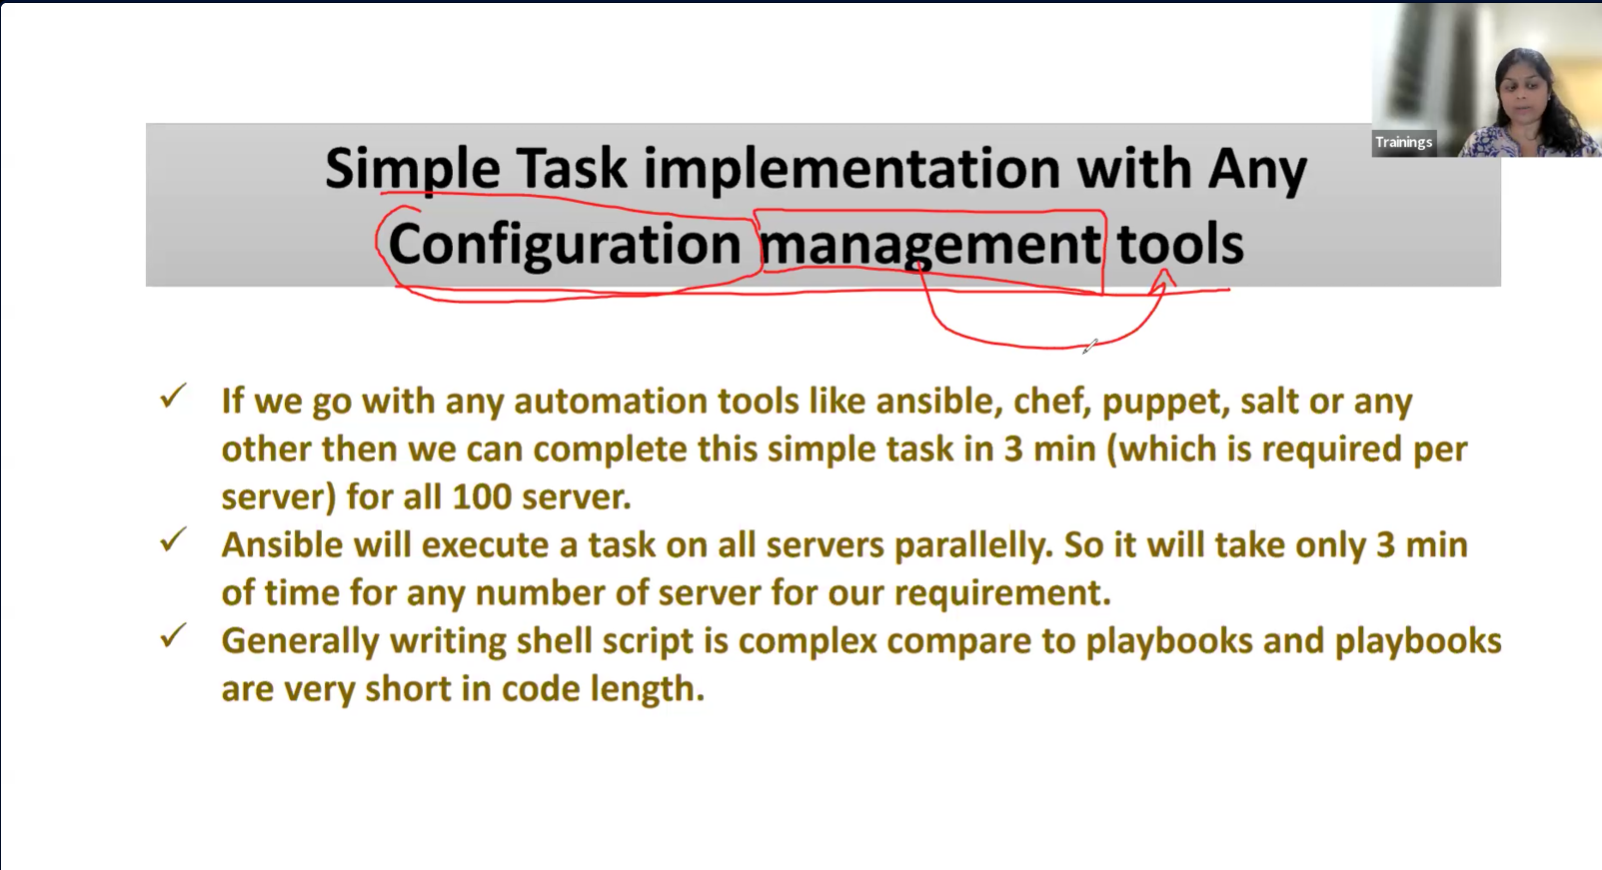 Trainings
Simple Task implementation with Any
Configuration management tools
✓ If we go with any automation tools like ansible, chef, puppet, salt or any
other then we can complete this simple task in 3 min (which is required per
server) for all 100 server.
✓ Ansible will execute a task on all servers parallelly. So it will take only 3 min
of time for any number of server for our requirement.
✓ Generally writing shell script is complex compare to playbooks and playbooks
are very short in code length.